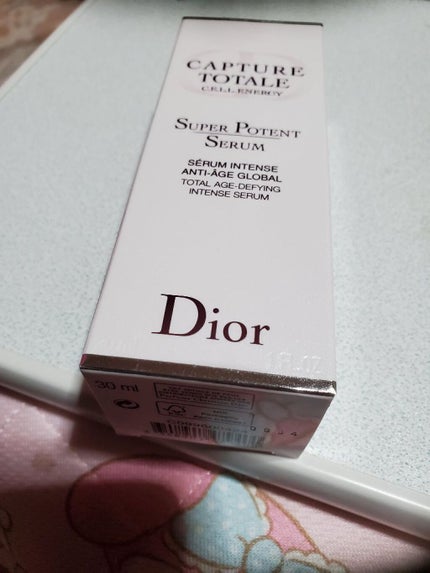 CAPTURE
TOTALE
C.E.L.L. ENERGY
SUPER POTENT
SERUM
SÉRUM INTENSE
ANTI-ÂGE GLOBAL
TOTAL AGE-DEFYING
INTENSE SERUM
Dior
30 ml
FSC